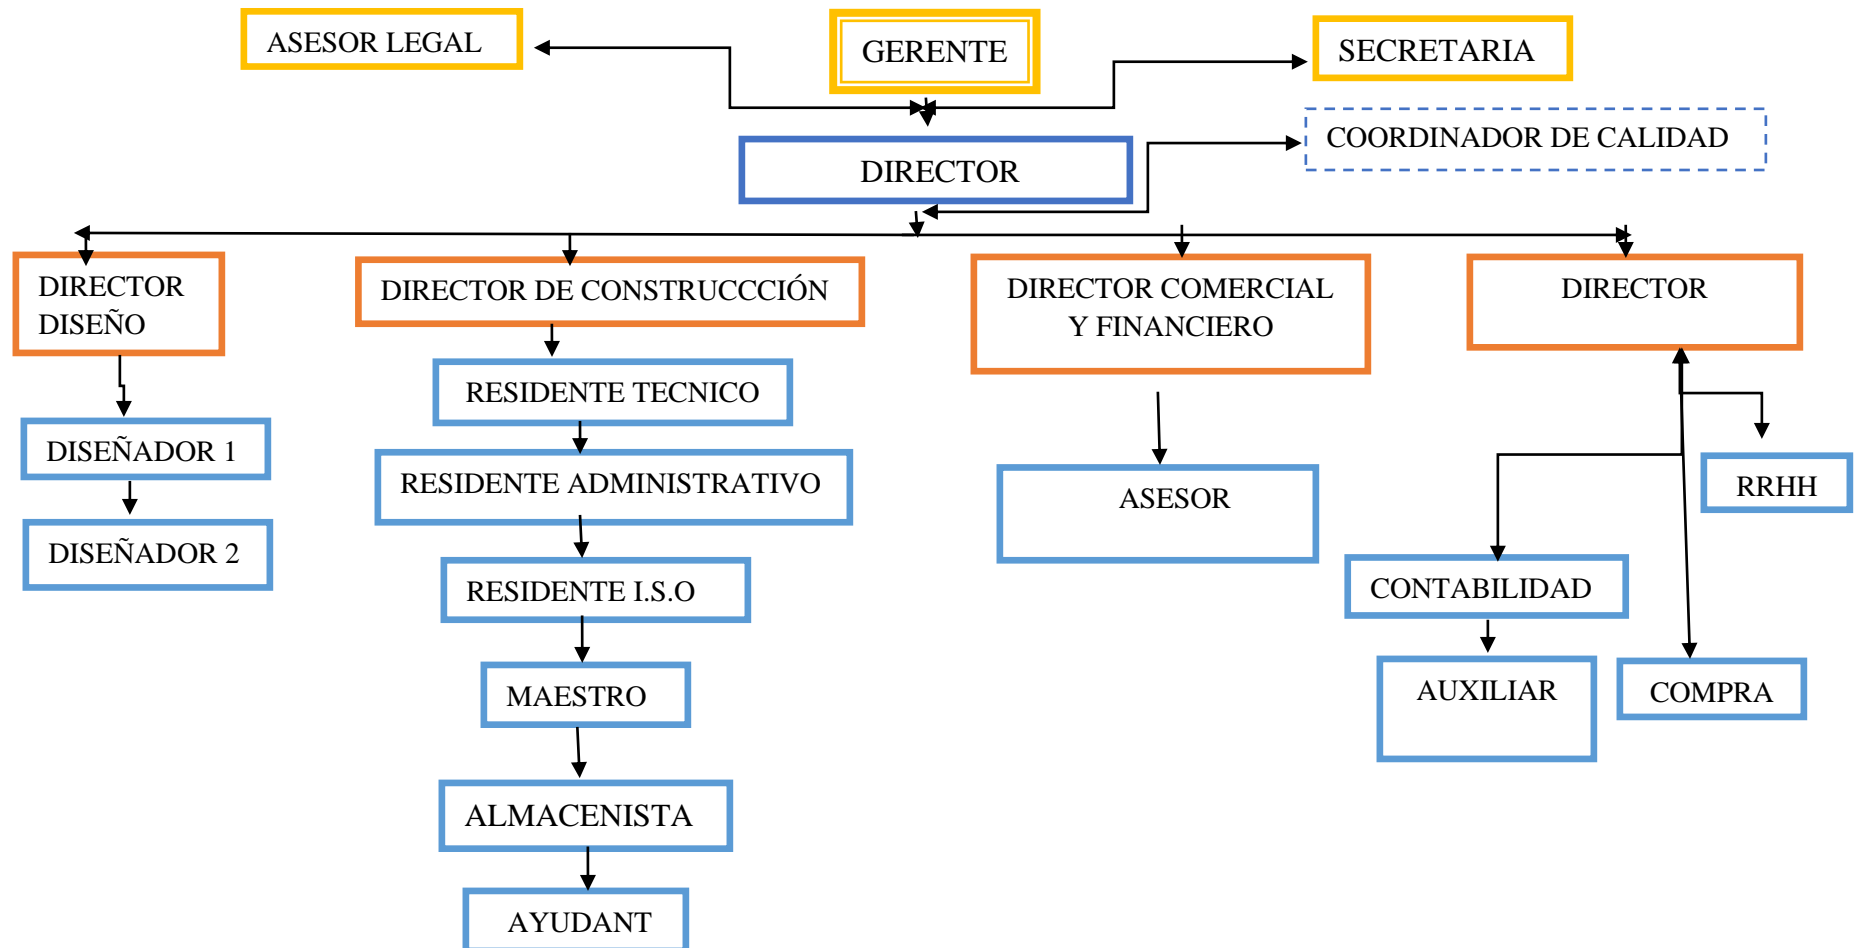 ASESOR LEGAL
GERENTE
SECRETARIA
COORDINADOR DE CALIDAD
DIRECTOR
DIRECTOR
DISEÑO
DIRECTOR DE CONSTRUCCCIÓN
DIRECTOR COMERCIAL
Y FINANCIERO
DIRECTOR
RESIDENTE TECNICO
DISEÑADOR 1
RESIDENTE ADMINISTRATIVO
ASESOR
RRHH
DISEÑADOR 2
RESIDENTE I.S.O
CONTABILIDAD
MAESTRO
AUXILIAR
COMPRA
ALMACENISTA
AYUDANT